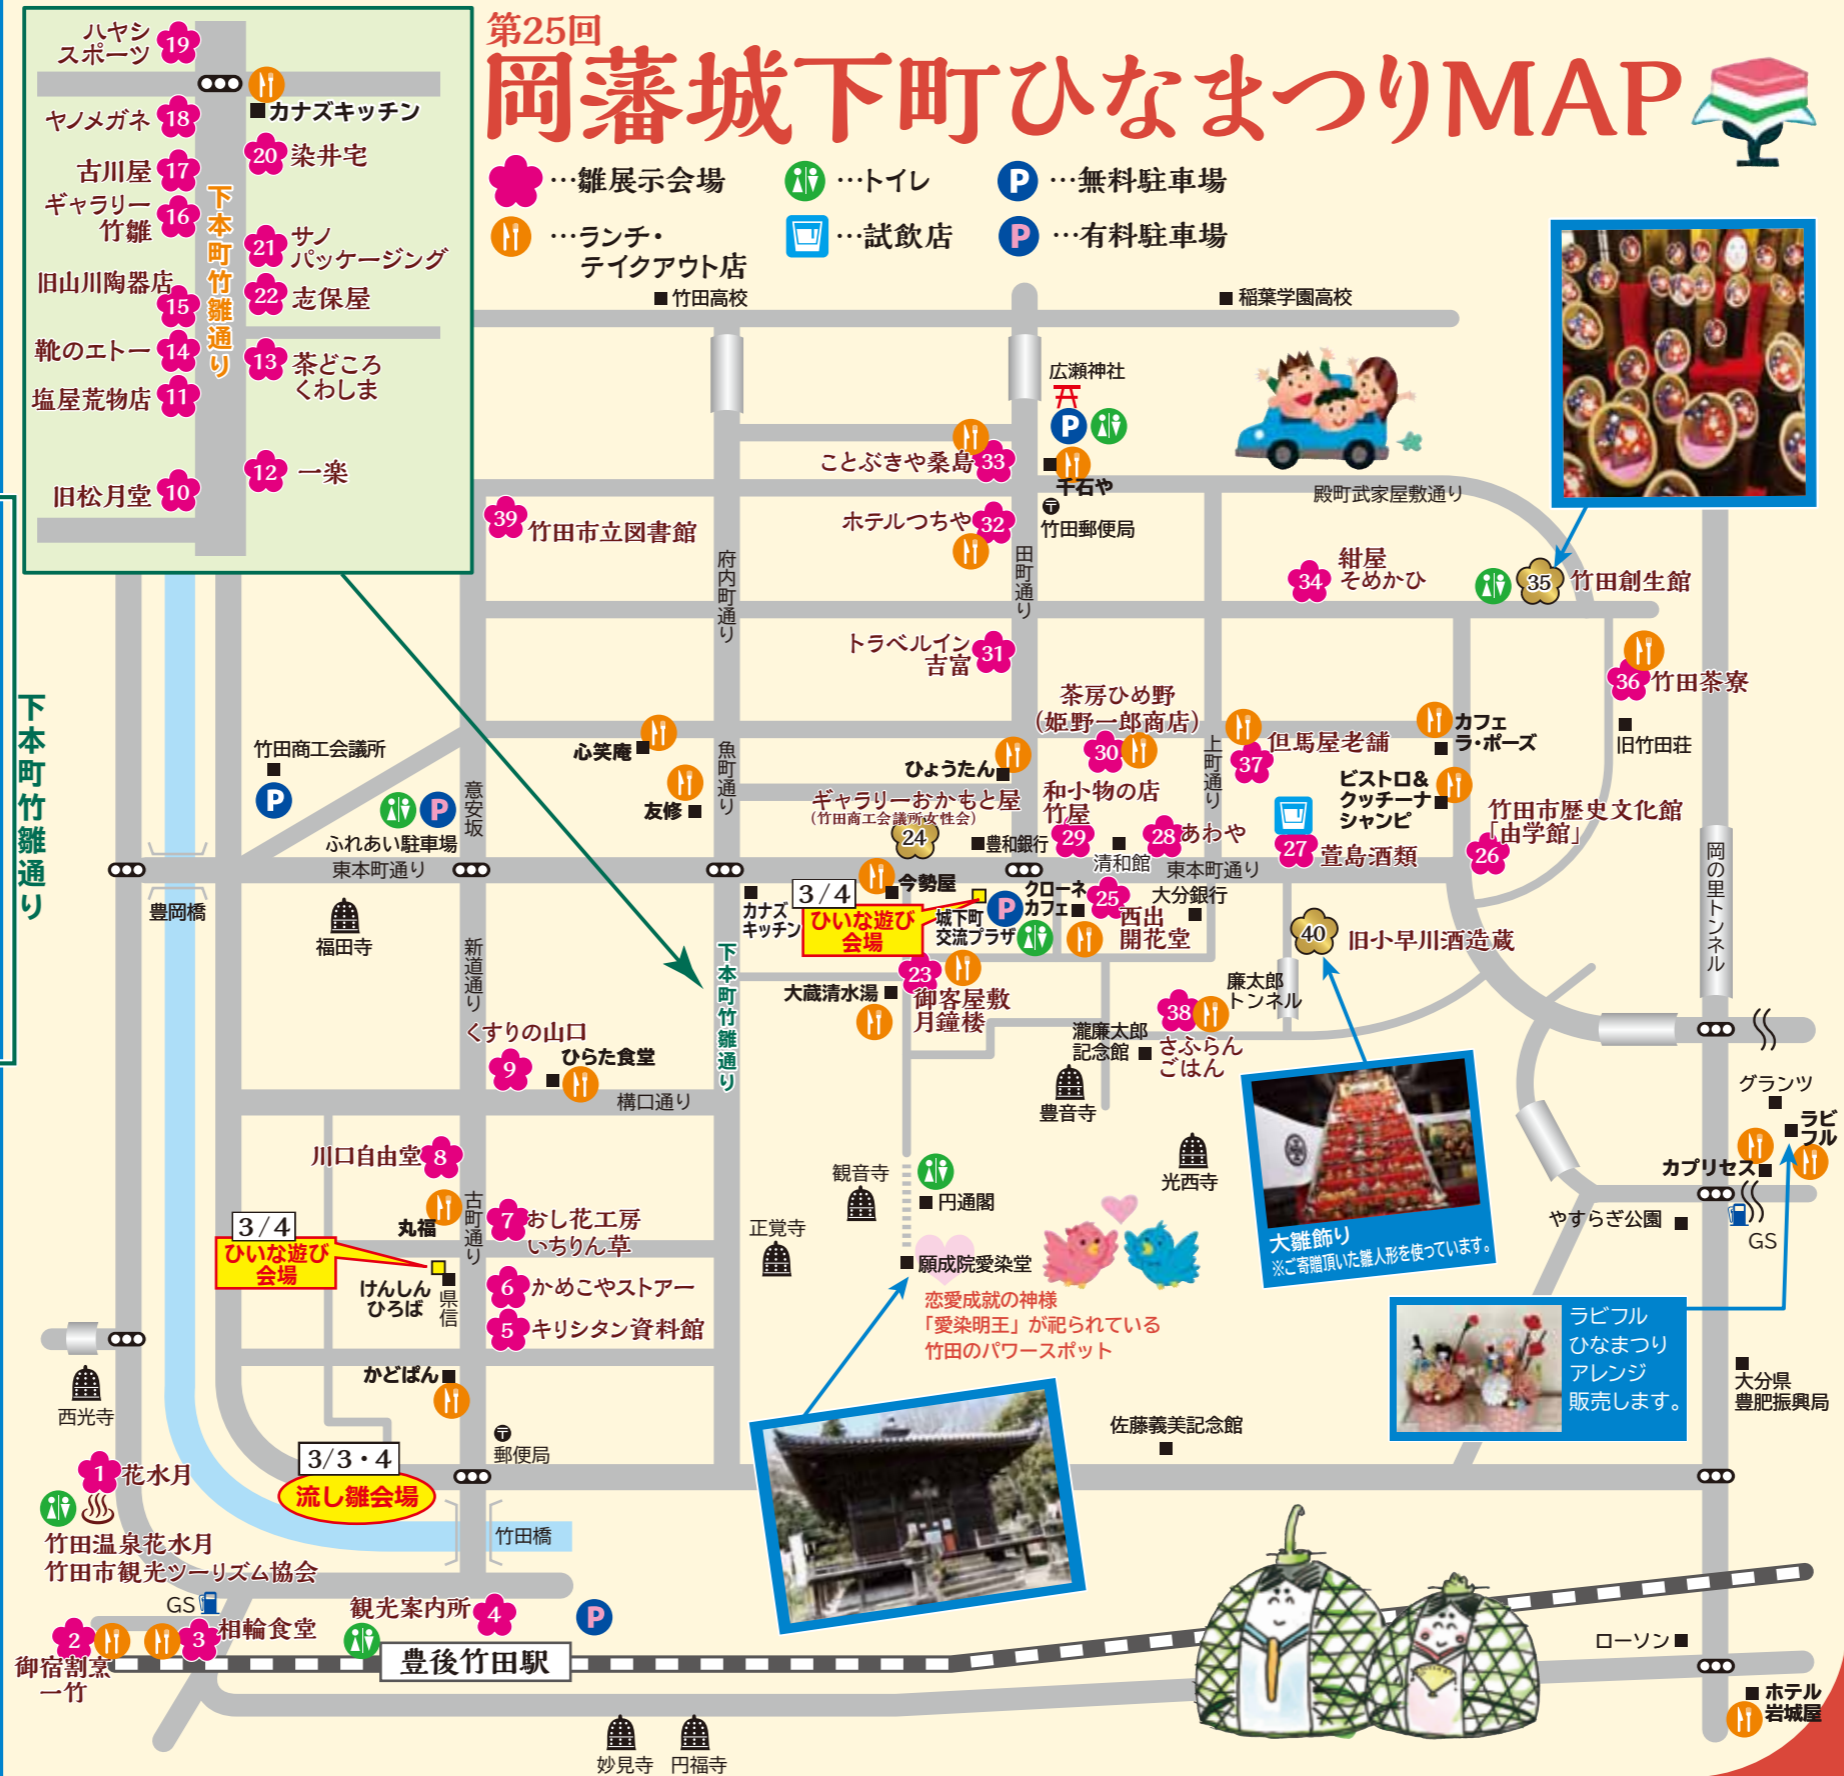 第25回
岡藩城下町ひなまつりMAP
…雛展示会場
…トイレ
P
…無料駐車場
…ランチ・
テイクアウト店
…試飲店
P
…有料駐車場
ハヤシ
スポーツ
19
カナズキッチン
ヤノメガネ
18
20
染井宅
古川屋
17
ギャラリー
竹雛
16
下本町竹雛通り
21
サノ
パッケージング
旧山川陶器店
15
22
志保屋
靴のエトー
14
13
茶どころ
くわしま
塩屋荒物店
11
12
一楽
旧松月堂
10
下本町竹雛通り
竹田高校
稲葉学園高校
広瀬神社
P
ことぶきや桑島
33
千石や
殿町武家屋敷通り
39
竹田市立図書館
ホテルつちや
32
竹田郵便局
府内町通り
田町通り
34
紺屋
そめかひ
35
竹田創生館
トラベルイン
吉富
31
36
竹田茶寮
旧竹田荘
茶房ひめ野
(姫野一郎商店)
30
上町通り
但馬屋老舗
37
カフェ
ラ・ポーズ
竹田商工会議所
P
心笑庵
魚町通り
ひょうたん
友修
意安坂
P
ふれあい駐車場
ギャラリーおかもと屋
(竹田商工会議所女性会)
24
和小物の店
竹屋
29
豊和銀行
清和館
28
あわや
ビストロ&
クッチーナ
シャンピ
27
萱島酒類
竹田市歴史文化館
「由学館」
26
東本町通り
東本町通り
岡の里トンネル
豊岡橋
福田寺
新道通り
カナズ
キッチン
3/4
ひいな遊び
会場
今勢屋
城下町
交流プラザ
P
クローネ
カフェ
25
西出
開花堂
大分銀行
40
旧小早川酒造蔵
下本町竹雛通り
大蔵清水湯
23
御客屋敷
月鐘楼
廉太郎
トンネル
38
さふらん
ごはん
瀧廉太郎
記念館
豊音寺
くすりの山口
9
ひらた食堂
構口通り
グランツ
ラビ
フル
カプリセス
川口自由堂
8
丸福
古町通り
7
おし花工房
いちりん草
観音寺
円通閣
光西寺
正覚寺
3/4
ひいな遊び
会場
けんしん
ひろば
県信
6
かめこやストアー
5
キリシタン資料館
願成院愛染堂
恋愛成就の神様
「愛染明王」が祀られている
竹田のパワースポット
大雛飾り
※ご寄贈頂いた雛人形を使っています。
やすらぎ公園
GS
ラビフル
ひなまつり
アレンジ
販売します。
大分県
豊肥振興局
西光寺
かどぱん
郵便局
佐藤義美記念館
3/3・4
流し雛会場
1
花水月
竹田温泉花水月
竹田市観光ツーリズム協会
竹田橋
GS
2
御宿割烹
一竹
3
相輪食堂
観光案内所
4
P
豊後竹田駅
ローソン
ホテル
岩城屋
妙見寺
円福寺